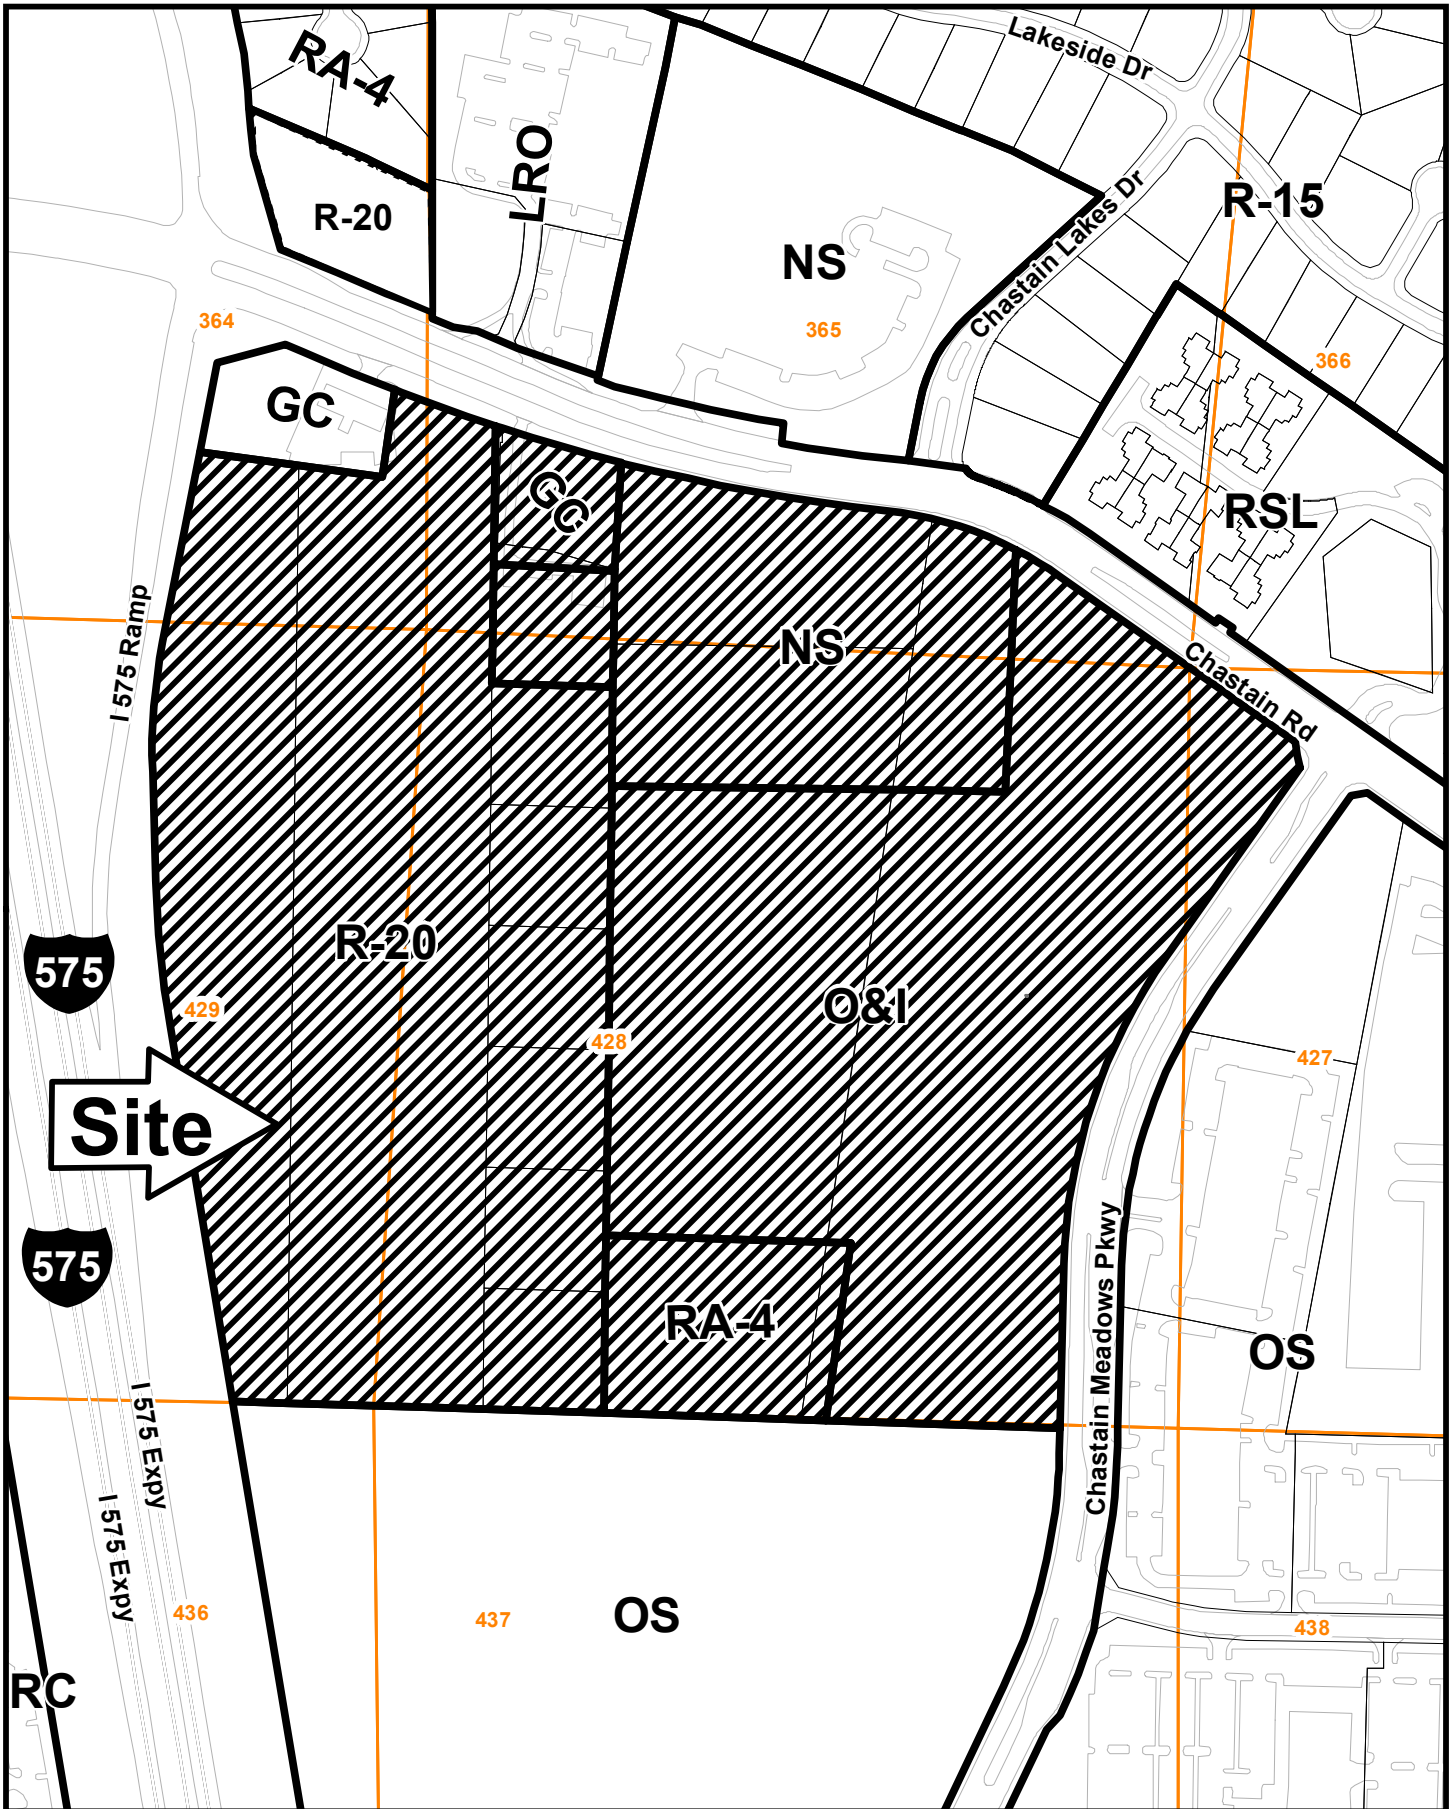 Lakeside Dr
RA-4
LRO
R-20
R-15
Chastain Lakes Dr
NS
364
365
366
GC
GC
RSL
I 575 Ramp
NS
Chastain Rd
R-20
575
O&I
429
428
427
Site
575
RA-4
OS
Chastain Meadows Pkwy
I 575 Expy
I 575 Expy
436
437
OS
438
RC